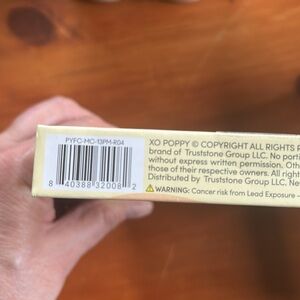 PYFC-MC-13PM-R04
8 40388 32008 2
XO POPPY © COPYRIGHT ALL RIGHTS
brand of Truststone Group LLC. No porti
without express written permission. Oth
those of their respective owners. All right
Distributed by Truststone Group LLC, Ne
⚠ WARNING: Cancer risk from Lead Exposure -